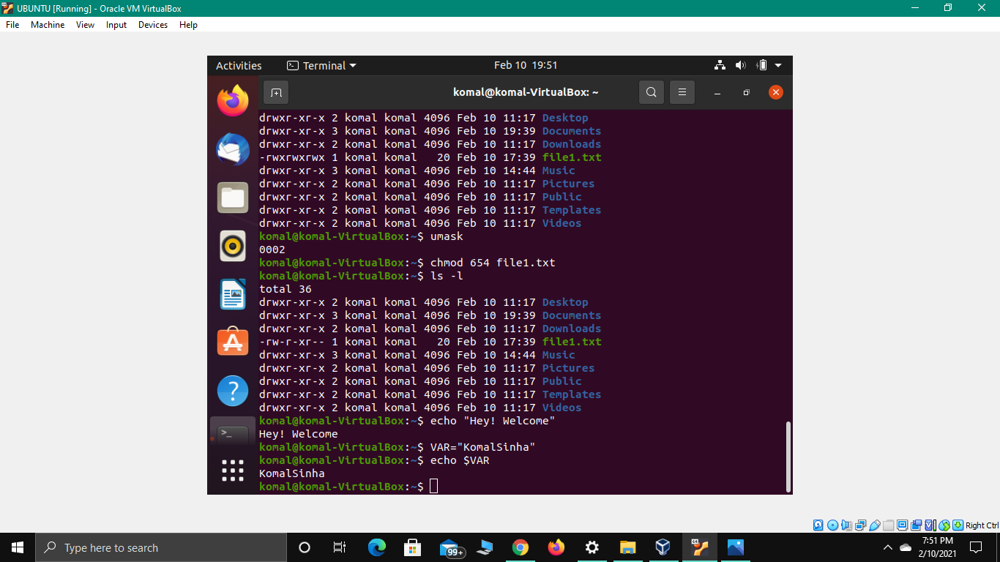 UBUNTU [Running] - Oracle VM VirtualBox
File Machine View Input Devices Help
Activities Terminal Feb 10 19:51
komal@komal-VirtualBox: ~
drwxr-xr-x 2 komal komal 4096 Feb 10 11:17 Desktop
drwxr-xr-x 3 komal komal 4096 Feb 10 19:39 Documents
drwxr-xr-x 2 komal komal 4096 Feb 10 11:17 Downloads
-rwxrwxrwx 1 komal komal   20 Feb 10 17:39 file1.txt
drwxr-xr-x 3 komal komal 4096 Feb 10 14:44 Music
drwxr-xr-x 2 komal komal 4096 Feb 10 11:17 Pictures
drwxr-xr-x 2 komal komal 4096 Feb 10 11:17 Public
drwxr-xr-x 2 komal komal 4096 Feb 10 11:17 Templates
drwxr-xr-x 2 komal komal 4096 Feb 10 11:17 Videos
komal@komal-VirtualBox:~$ umask
0002
komal@komal-VirtualBox:~$ chmod 654 file1.txt
komal@komal-VirtualBox:~$ ls -l
total 36
drwxr-xr-x 2 komal komal 4096 Feb 10 11:17 Desktop
drwxr-xr-x 3 komal komal 4096 Feb 10 19:39 Documents
drwxr-xr-x 2 komal komal 4096 Feb 10 11:17 Downloads
-rw-r-xr-- 1 komal komal   20 Feb 10 17:39 file1.txt
drwxr-xr-x 3 komal komal 4096 Feb 10 14:44 Music
drwxr-xr-x 2 komal komal 4096 Feb 10 11:17 Pictures
drwxr-xr-x 2 komal komal 4096 Feb 10 11:17 Public
drwxr-xr-x 2 komal komal 4096 Feb 10 11:17 Templates
drwxr-xr-x 2 komal komal 4096 Feb 10 11:17 Videos
komal@komal-VirtualBox:~$ echo "Hey! Welcome"
Hey! Welcome
komal@komal-VirtualBox:~$ VAR="KomalSinha"
komal@komal-VirtualBox:~$ echo $VAR
KomalSinha
komal@komal-VirtualBox:~$
Right Ctrl
Type here to search
99+
7:51 PM
2/10/2021